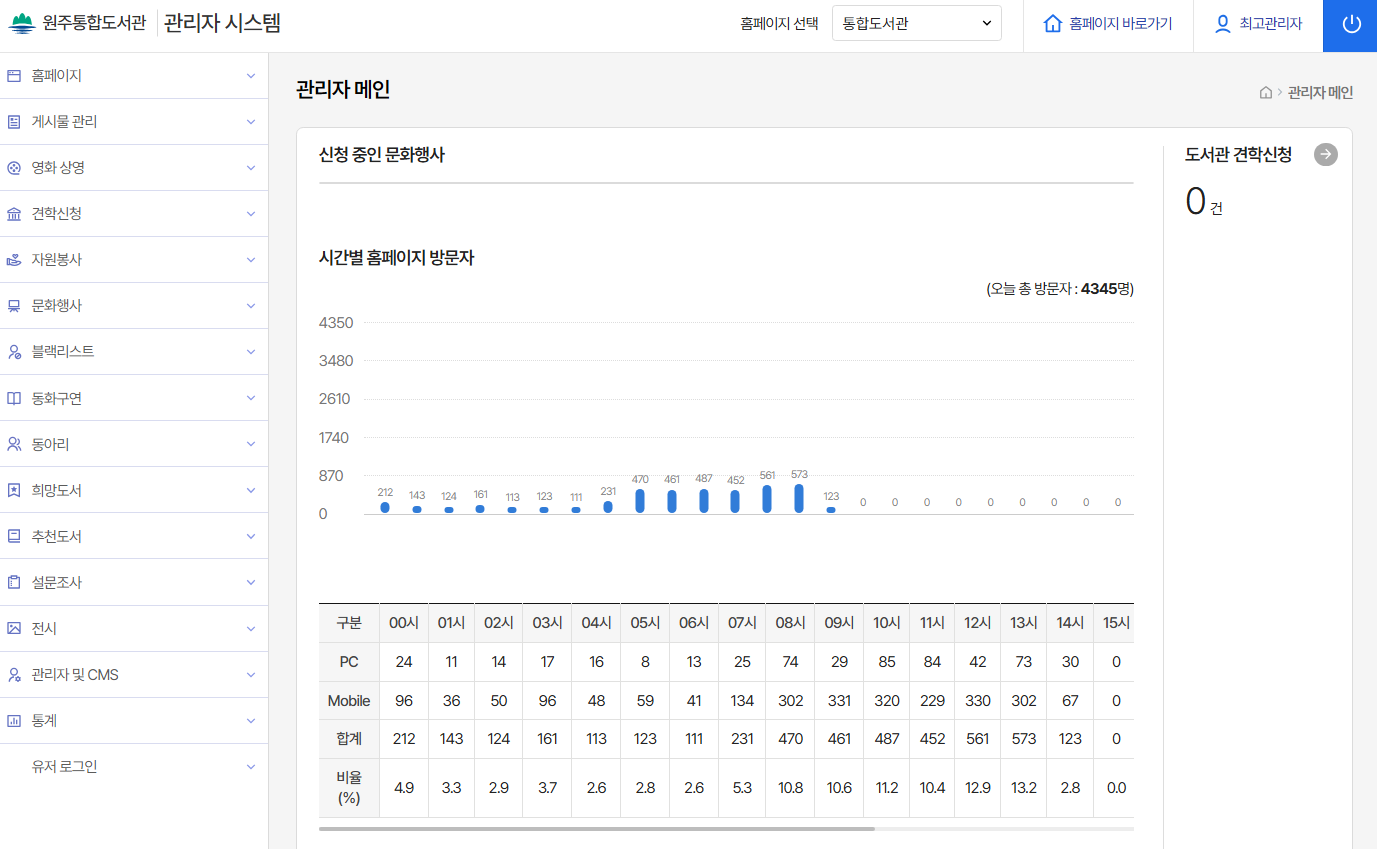 원주통합도서관 관리자 시스템 홈페이지 선택 통합도서관 홈페이지 바로가기 최고관리자
홈페이지
게시물 관리
영화 상영
견학신청
자원봉사
문화행사
블랙리스트
동화구연
동아리
희망도서
추천도서
설문조사
전시
관리자 및 CMS
통계
유저 로그인
관리자 메인
관리자 메인
신청 중인 문화행사
도서관 견학신청
0 건
시간별 홈페이지 방문자
(오늘 총 방문자 : 4345명)
4350
3480
2610
1740
870
0
212 143 124 161 113 123 111 231 470 461 487 452 561 573 123 0 0 0 0 0 0 0 0 0
구분 00시 01시 02시 03시 04시 05시 06시 07시 08시 09시 10시 11시 12시 13시 14시 15시
PC 24 11 14 17 16 8 13 25 74 29 85 84 42 73 30 0
Mobile 96 36 50 96 48 59 41 134 302 331 320 229 330 302 67 0
합계 212 143 124 161 113 123 111 231 470 461 487 452 561 573 123 0
비율
(%) 4.9 3.3 2.9 3.7 2.6 2.8 2.6 5.3 10.8 10.6 11.2 10.4 12.9 13.2 2.8 0.0